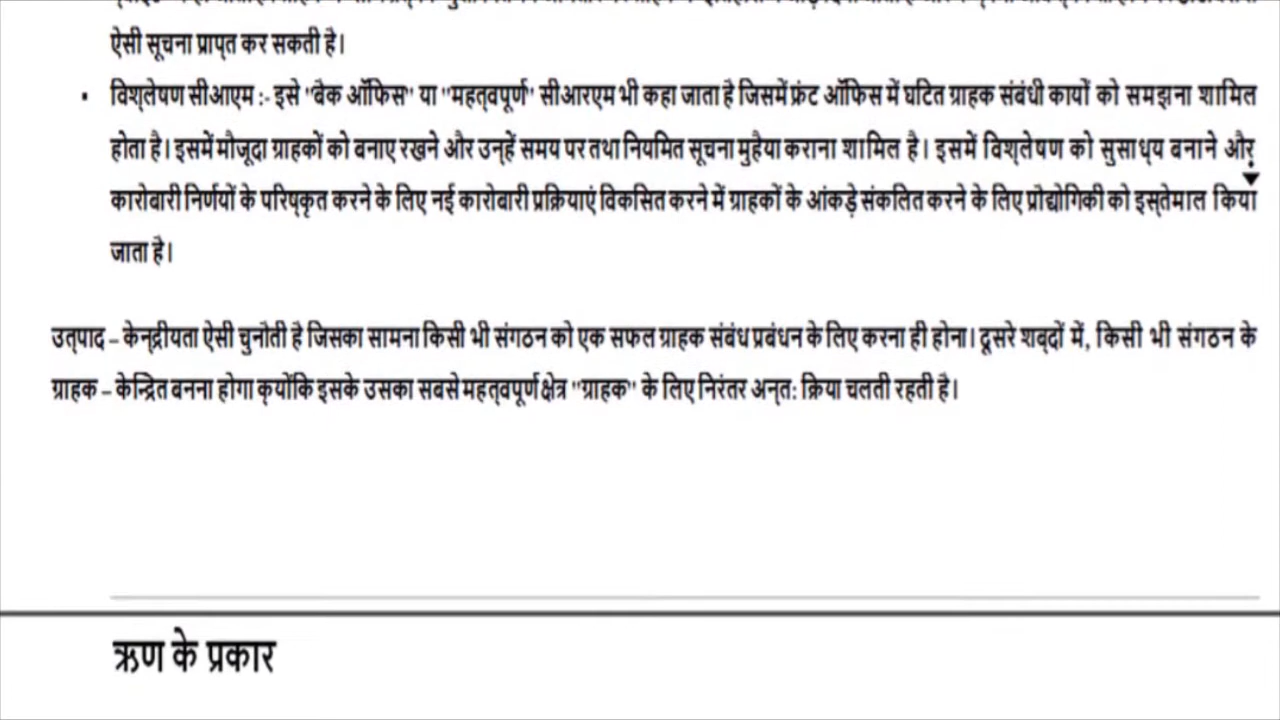 ऐसी सूचना प्राप्त कर सकती है।
▪ विश्लेषण सीआएम :- इसे "बैक ऑफिस" या "महत्वपूर्ण" सीआरएम भी कहा जाता है जिसमें फ्रंट ऑफिस में घटित ग्राहक संबंधी कायों को समझना शामिल
होता है। इसमें मौजूदा ग्राहकों को बनाए रखने और उन्हें समय पर तथा नियमित सूचना मुहैया कराना शामिल है। इसमें विश्लेषण को सुसाध्य बनाने और
कारोबारी निर्णयों के परिष्कृत करने के लिए नई कारोबारी प्रक्रियाएं विकसित करने में ग्राहकों के आंकड़े संकलित करने के लिए प्रौद्योगिकी को इस्तेमाल किया
जाता है।
उत्पाद – केन्द्रीयता ऐसी चुनौती है जिसका सामना किसी भी संगठन को एक सफल ग्राहक संबंध प्रबंधन के लिए करना ही होना। दूसरे शब्दों में, किसी भी संगठन के
ग्राहक – केन्द्रित बनना होगा क्योंकि इसके उसका सबसे महत्वपूर्ण क्षेत्र "ग्राहक" के लिए निरंतर अन्त: क्रिया चलती रहती है।
ऋण के प्रकार